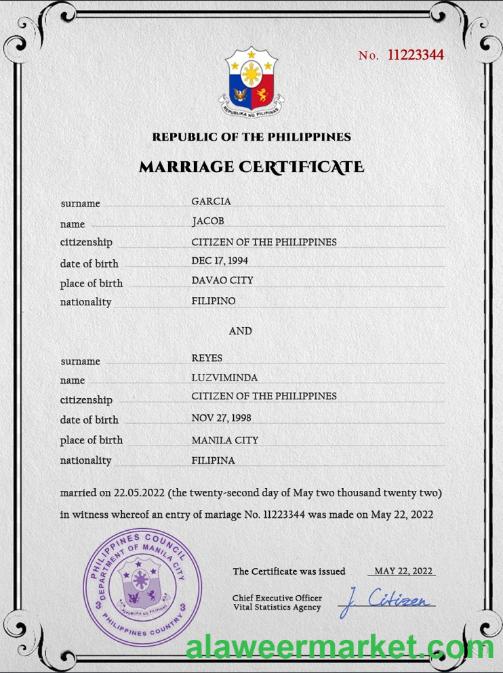 No. 11223344
REPUBLIKA NG PILIPINAS
REPUBLIC OF THE PHILIPPINES
MARRIAGE CERTIFICATE
surname GARCIA
name JACOB
citizenship CITIZEN OF THE PHILIPPINES
date of birth DEC 17, 1994
place of birth DAVAO CITY
nationality FILIPINO
AND
surname REYES
name LUZVIMINDA
citizenship CITIZEN OF THE PHILIPPINES
date of birth NOV 27, 1998
place of birth MANILA CITY
nationality FILIPINA
married on 22.05.2022 (the twenty-second day of May two thousand twenty two)
in witness whereof an entry of mariage No. 11223344 was made on May 22, 2022
PHILIPPINES COUNCIL
DEPARTMENT OF MANILA CITY
PHILIPPINES COUNTRY
The Certificate was issued MAY 22, 2022
Chief Executive Officer
Vital Statistics Agency
J. Citizen
alaweermarket.com